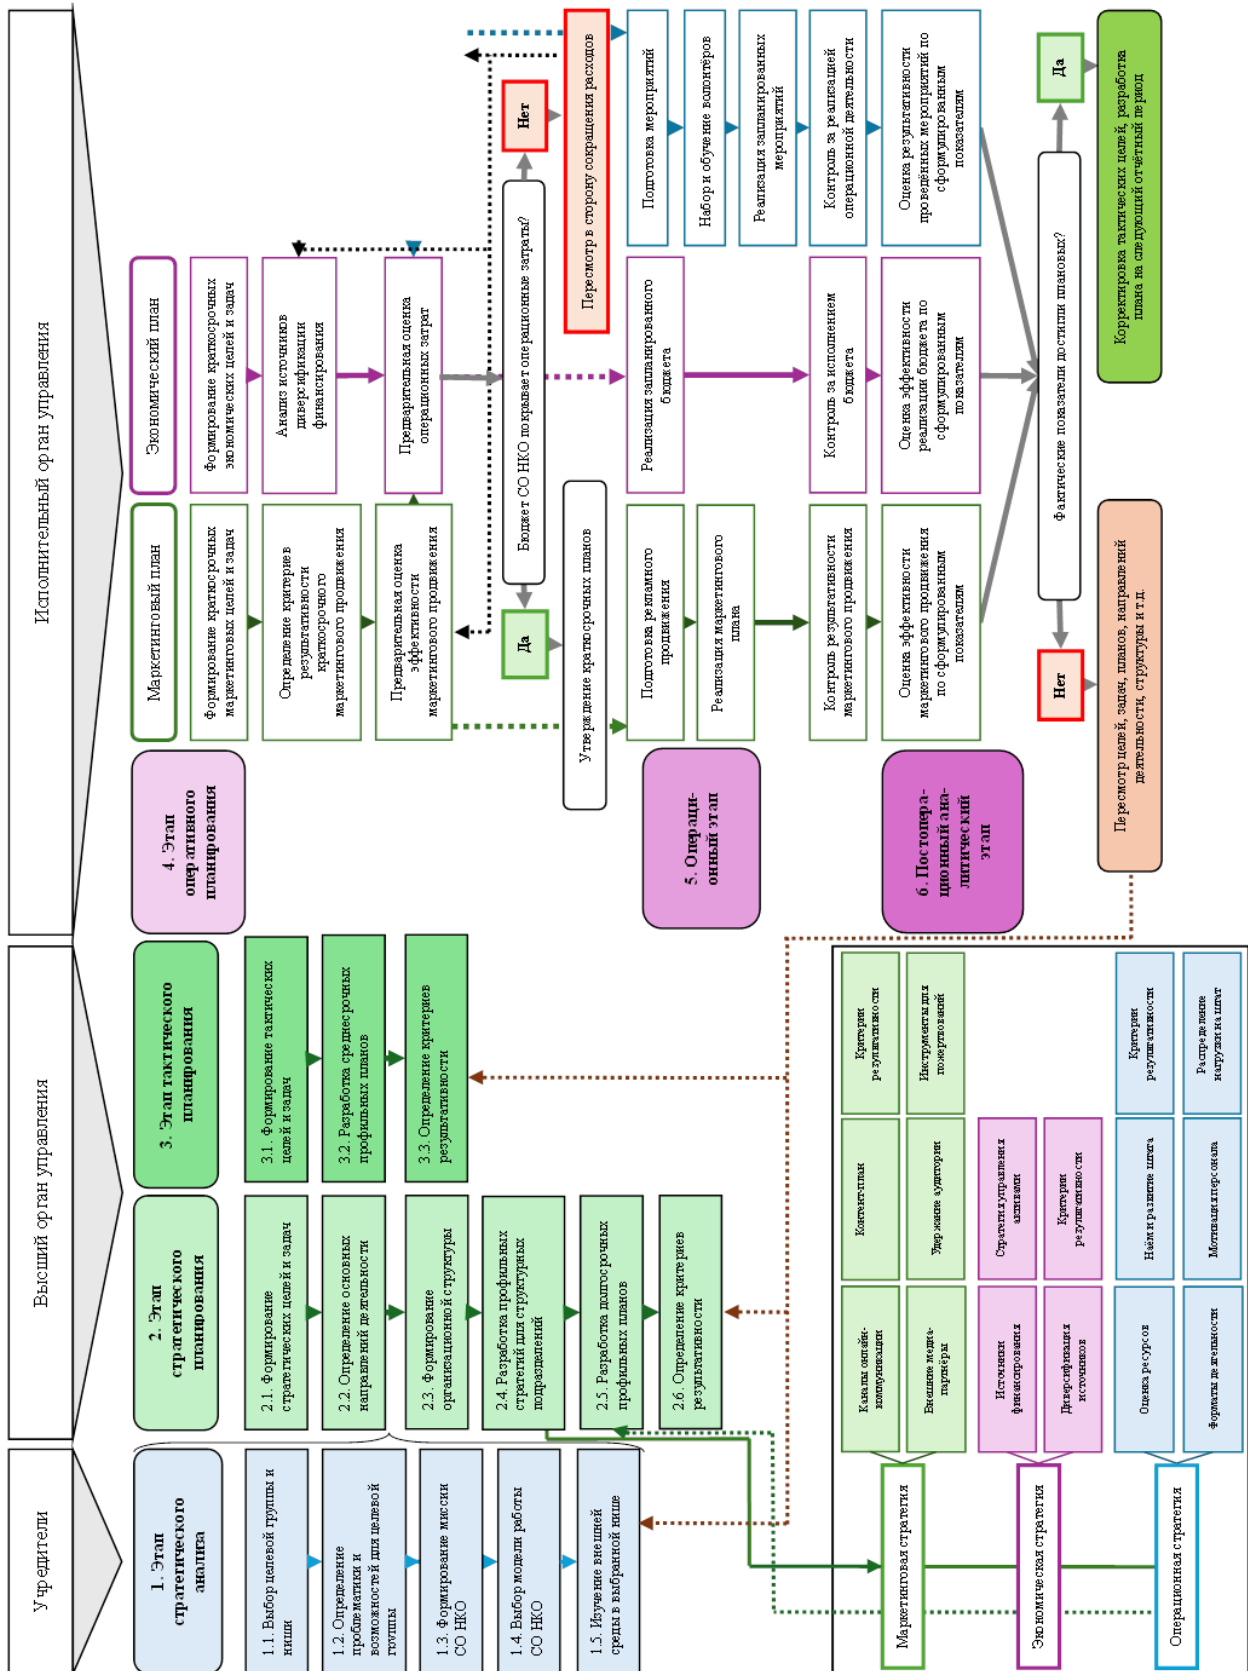 Учредители
Высший орган управления
Исполнительный орган управления
1. Этап
стратегического
анализа
1.1. Выбор целевой группы и
ниши
1.2. Определение
проблематики и
возможностей для целевой
группы
1.3. Формирование миссии
СО НКО
1.4. Выбор модели работы
СО НКО
1.5. Изучение внешней
среды в выбранной нише
2. Этап
стратегического
планирования
2.1. Формирование
стратегических целей и задач
2.2. Определение основных
направлений деятельности
2.3. Формирование
организационной структуры
2.4. Разработка профильных
стратегий для структурных
подразделений
2.5. Разработка долгосрочных
профильных планов
2.6. Определение критериев
результативности
3. Этап тактического
планирования
3.1. Формирование тактических
целей и задач
3.2. Разработка среднесрочных
профильных планов
3.3. Определение критериев
результативности
4. Этап
оперативного
планирования
Маркетинговый план
Формирование краткосрочных
маркетинговых целей и задач
Определение критериев
результативности
краткосрочного
маркетингового продвижения
Предварительная оценка
эффективности
маркетингового продвижения
Экономический план
Формирование краткосрочных
экономических целей и задач
Анализ источников
диверсификации
финансирования
Предварительная оценка
операционных затрат
Да
Бюджет СО НКО покрывает операционные затраты?
Нет
Утверждение краткосрочных планов
Пересмотр в сторону сокращения расходов
5. Операци-
онный этап
Подготовка рекламного
продвижения
Реализация маркетингового
плана
Контроль результативности
маркетингового продвижения
Реализация запланированного
бюджета
Контроль за исполнением
бюджета
Подготовка мероприятий
Набор и обучение волонтёров
Реализация запланированных
мероприятий
Контроль за реализацией
операционной деятельности
6. Постопера-
ционный ана-
литический
этап
Оценка эффективности
маркетингового продвижения
по сформулированным
показателям
Оценка эффективности
реализации бюджета по
сформулированным
показателям
Оценка результативности
проведённых мероприятий по
сформулированным
показателям
Нет
Фактические показатели достигли плановых?
Да
Пересмотр целей, задач, планов, направлений
деятельности, структуры и т.д.
Корректировка тактических целей, разработка
плана на следующий отчётный период
Маркетинговая стратегия
Каналы онлайн-
коммуникации
Контент-план
Критерии
результативности
Внешние медиа-
партнёры
Удержание аудитории
Инструменты для
пожертвований
Экономическая стратегия
Источники
финансирования
Стратегия управления
активами
Диверсификация
источников
Критерии
результативности
Операционная стратегия
Оценка ресурсов
Наём и развитие штата
Критерии
результативности
Форматы деятельности
Мотивация персонала
Распределение
нагрузки на штат